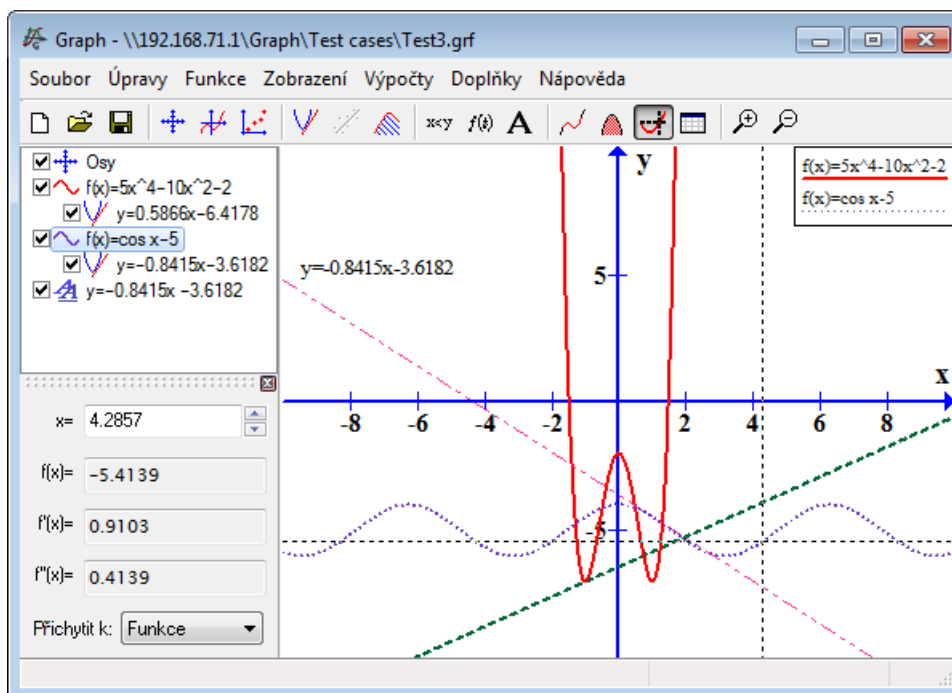 Graph - \\192.168.71.1\Graph\Test cases\Test3.grf
Soubor Úpravy Funkce Zobrazení Výpočty Doplňky Nápověda
x<y f(t) A
Osy
f(x)=5x^4-10x^2-2
y=0.5866x-6.4178
f(x)=cos x-5
y=-0.8415x-3.6182
y=-0.8415x -3.6182
x= 4.2857
f(x)= -5.4139
f'(x)= 0.9103
f''(x)= 0.4139
Přichytit k: Funkce
y
f(x)=5x^4-10x^2-2
f(x)=cos x-5
y=-0.8415x-3.6182
5
x
-8 -6 -4 -2 2 4 6 8
-5